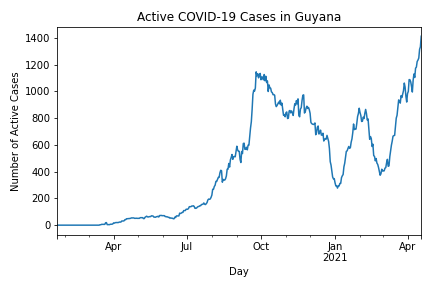 Active COVID-19 Cases in Guyana
1400
1200
1000
800
600
400
200
0
Number of Active Cases
Apr
Jul
Oct
Jan
2021
Apr
Day